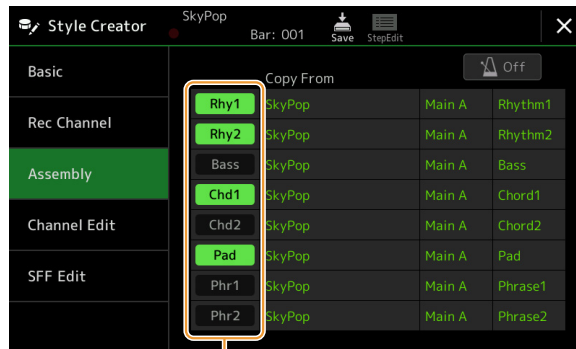 Style Creator
SkyPop
Bar: 001
Save
StepEdit
Basic
Rec Channel
Assembly
Channel Edit
SFF Edit
Copy From
Off
Rhy1 SkyPop Main A Rhythm1
Rhy2 SkyPop Main A Rhythm2
Bass SkyPop Main A Bass
Chd1 SkyPop Main A Chord1
Chd2 SkyPop Main A Chord2
Pad SkyPop Main A Pad
Phr1 SkyPop Main A Phrase1
Phr2 SkyPop Main A Phrase2